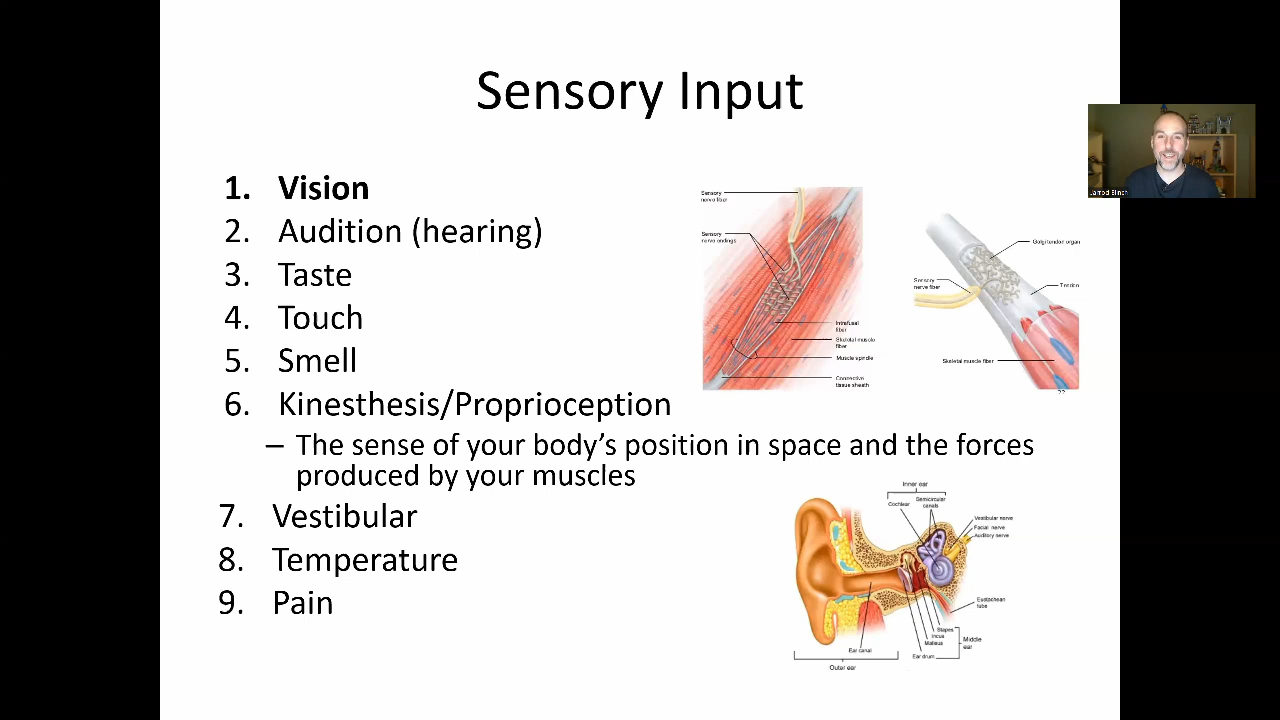 Sensory Input
1. Vision
2. Audition (hearing)
3. Taste
4. Touch
5. Smell
6. Kinesthesis/Proprioception
– The sense of your body's position in space and the forces
produced by your muscles
7. Vestibular
8. Temperature
9. Pain
Sensory
nerve fiber
Sensory
nerve endings
Intrafusal
fiber
Skeletal muscle
fiber
Muscle spindle
Connective
tissue sheath
Golgi tendon organ
Sensory
nerve fiber
Tendon
Skeletal muscle fiber
Inner ear
Cochlear
Semicircular
canals
Vestibular nerve
Facial nerve
Auditory nerve
Eustachean
tube
Stapes
Incus
Malleus
Middle
ear
Ear drum
Ear canal
Outer ear
Jarrod Blinch